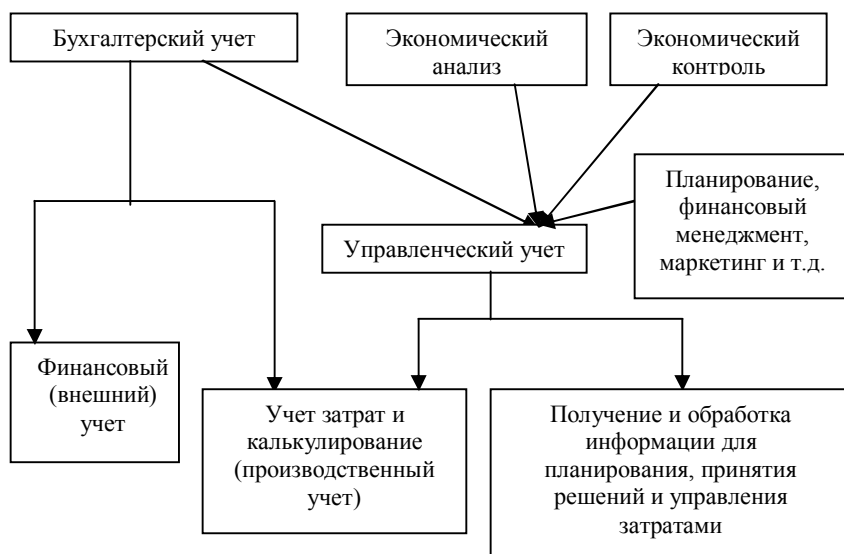 Бухгалтерский учет
Экономический
анализ
Экономический
контроль
Планирование,
финансовый
менеджмент,
маркетинг и т.д.
Управленческий учет
Финансовый
(внешний)
учет
Учет затрат и
калькулирование
(производственный
учет)
Получение и обработка
информации для
планирования, принятия
решений и управления
затратами